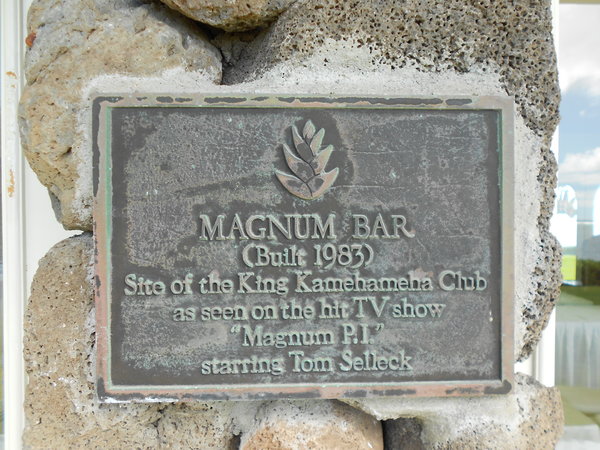 MAGNUM BAR
(Built 1983)
Site of the King Kamehameha Club
as seen on the hit TV show
"Magnum P.I."
starring Tom Selleck